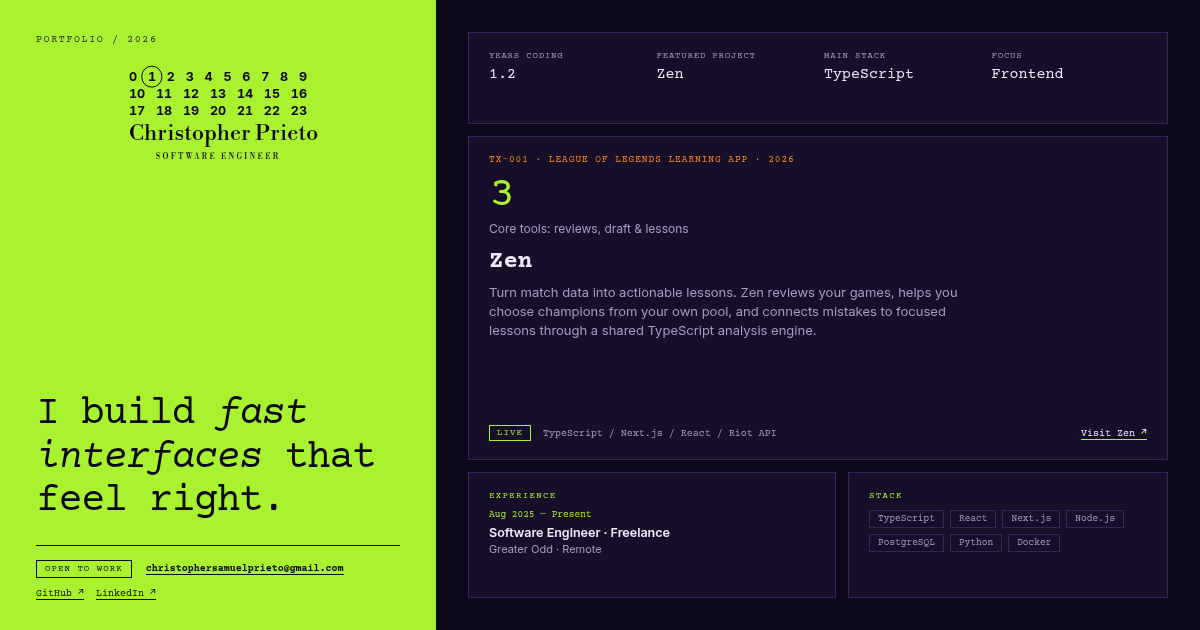 PORTFOLIO / 2026
0 1 2 3 4 5 6 7 8 9
10 11 12 13 14 15 16
17 18 19 20 21 22 23
Christopher Prieto
SOFTWARE ENGINEER
I build fast
interfaces that
feel right.
OPEN TO WORK christophersamuelprieto@gmail.com
GitHub ↗ LinkedIn ↗
YEARS CODING FEATURED PROJECT MAIN STACK FOCUS
1.2 Zen TypeScript Frontend
TX-001 · LEAGUE OF LEGENDS LEARNING APP · 2026
3
Core tools: reviews, draft & lessons
Zen
Turn match data into actionable lessons. Zen reviews your games, helps you
choose champions from your own pool, and connects mistakes to focused
lessons through a shared TypeScript analysis engine.
LIVE TypeScript / Next.js / React / Riot API Visit Zen ↗
EXPERIENCE
Aug 2025 — Present
Software Engineer · Freelance
Greater Odd · Remote
STACK
TypeScript React Next.js Node.js
PostgreSQL Python Docker